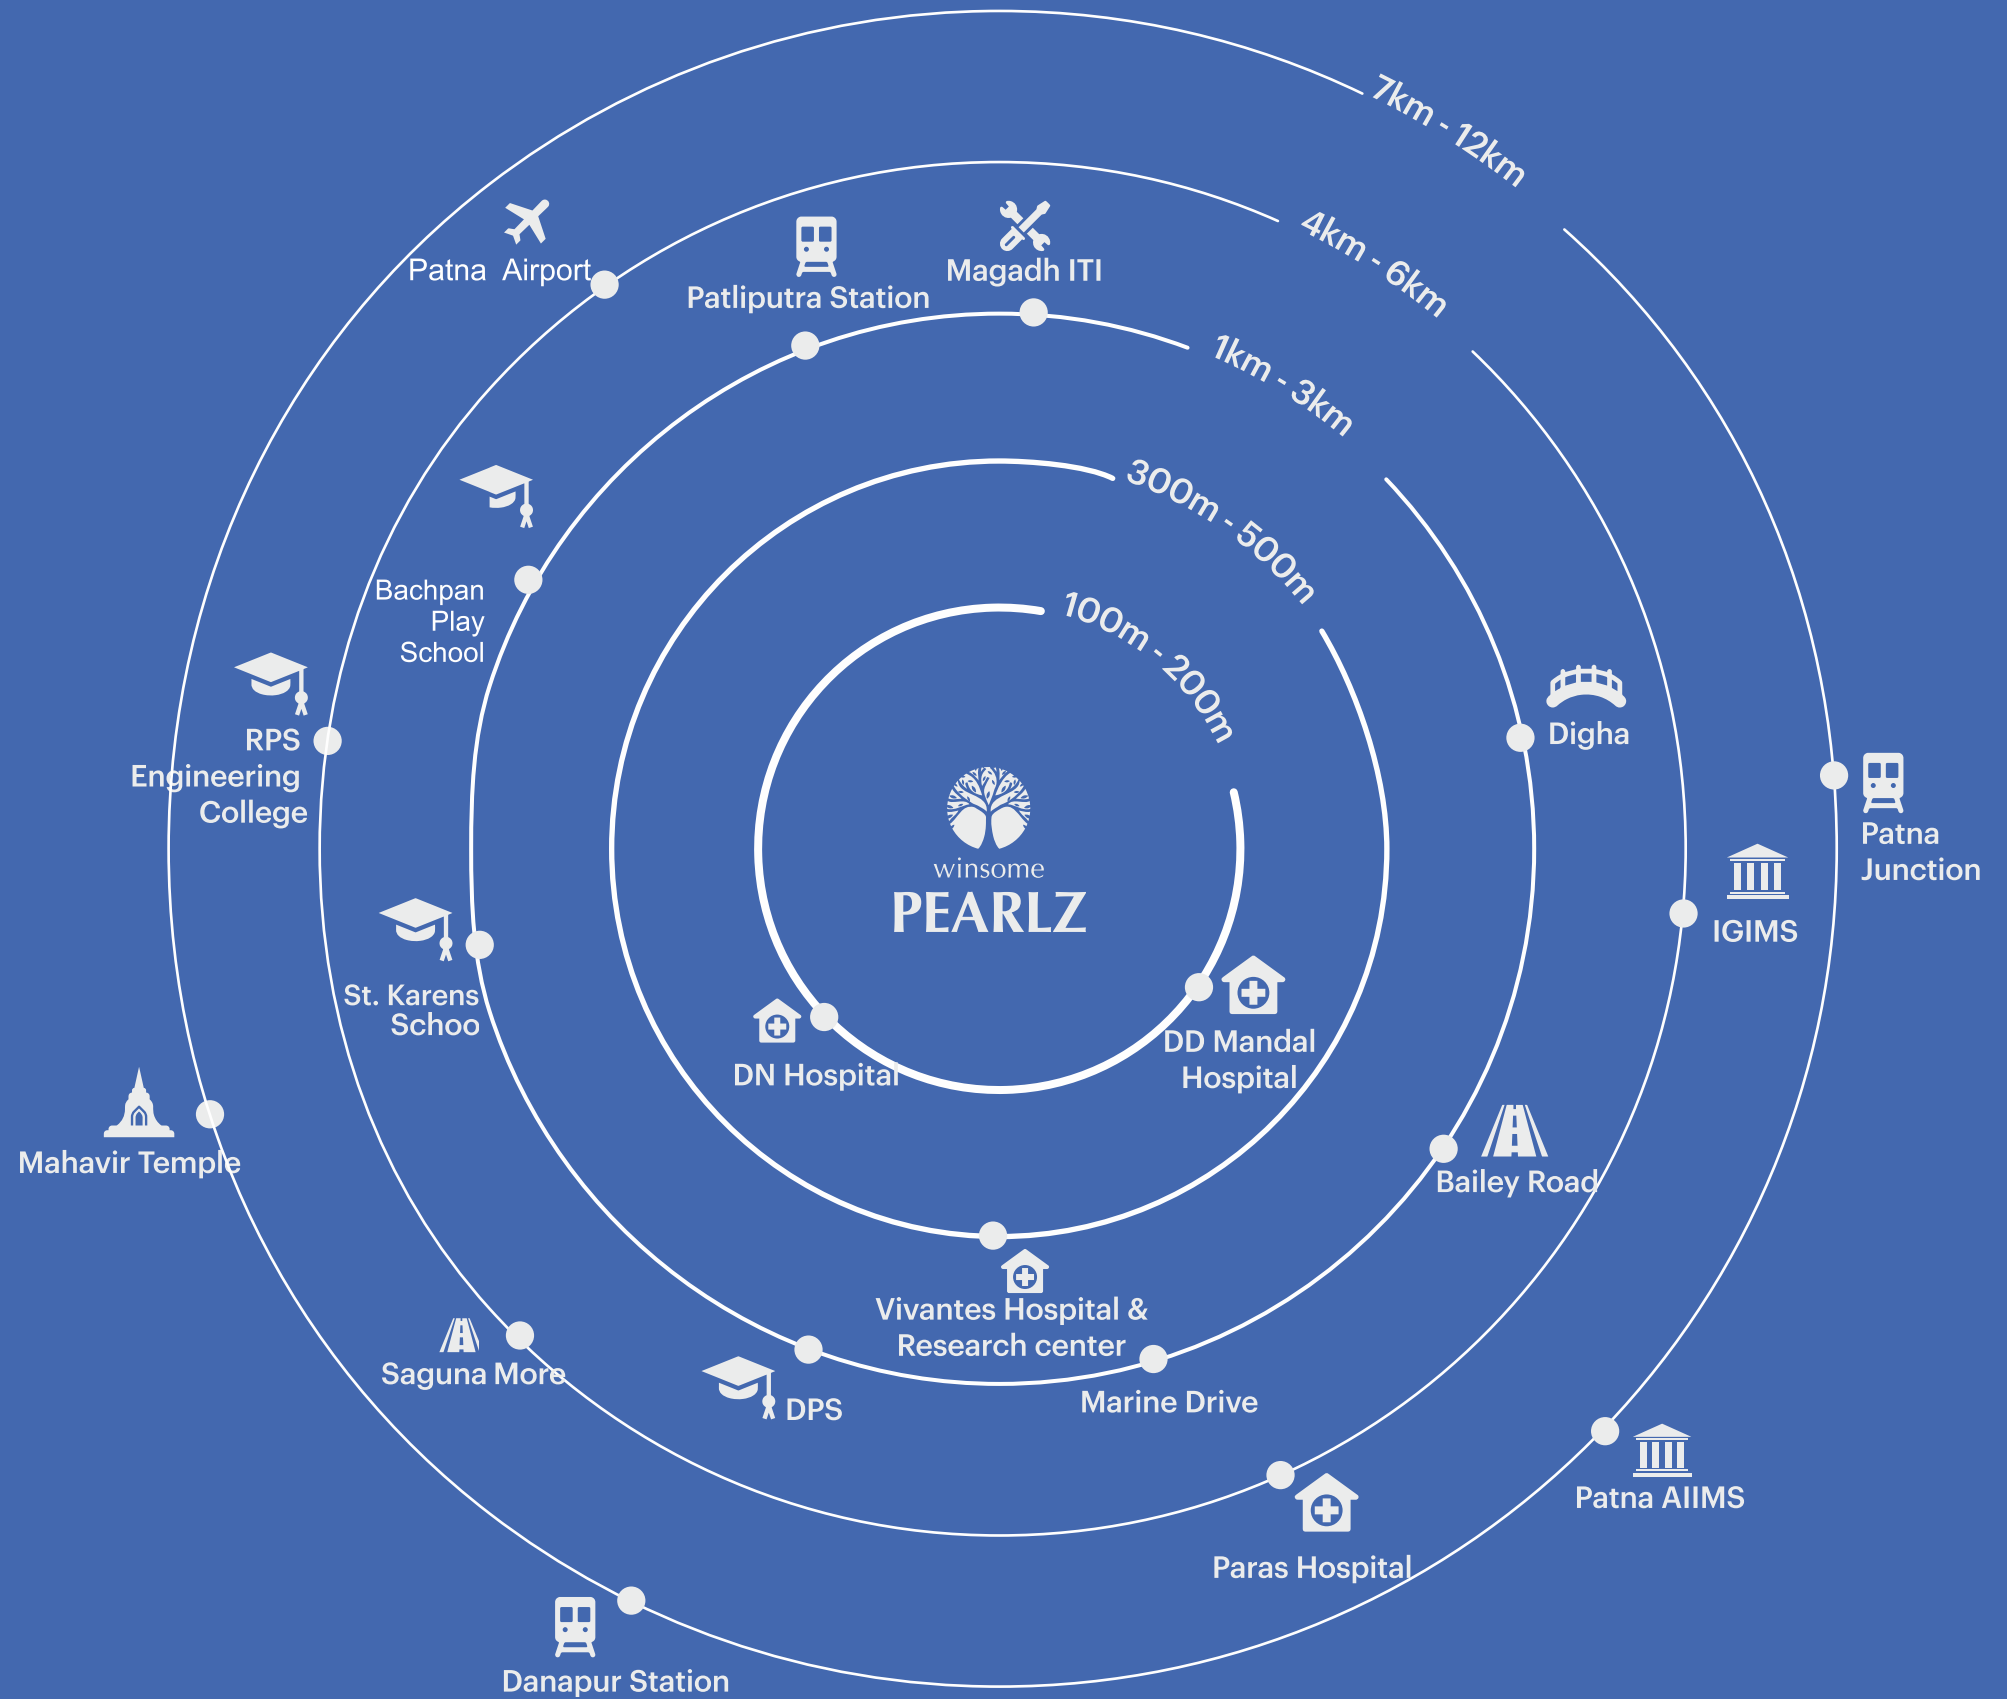 7km - 12km
4km - 6km
1km - 3km
300m - 500m
100m - 200m
Patna Airport
Patliputra Station
Magadh ITI
Bachpan
Play
School
RPS
Engineering
College
Digha
Patna
Junction
IGIMS
winsome
PEARLZ
St. Karens
Schoo
DN Hospital
DD Mandal
Hospital
Mahavir Temple
Bailey Road
Vivantes Hospital &
Research center
Saguna More
DPS
Marine Drive
Patna AIIMS
Paras Hospital
Danapur Station